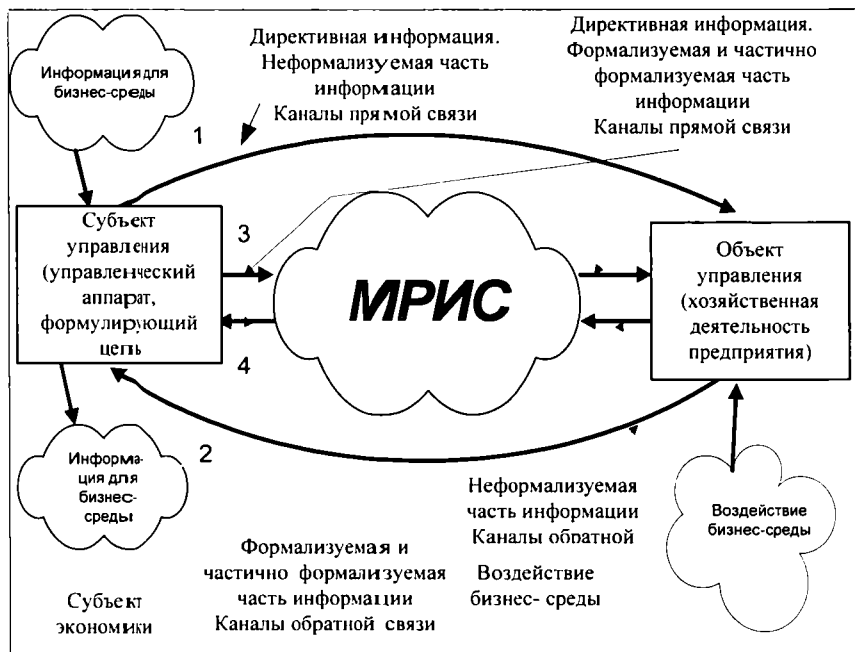 Директивная информация.
Неформализуемая часть
информации
Каналы прямой связи
Директивная информация.
Формализуемая и частично
формализуемая часть
информации
Каналы прямой связи
Информация для
бизнес-среды
1
Субъект
управления
(управленческий
аппарат,
формулирующий
цель
3
4
МРИС
Объект
управления
(хозяйственная
деятельность
предприятия)
2
Информа-
ция для
бизнес-
среды
Неформализуемая
часть информации
Каналы обратной
Воздействие
бизнес-среды
Формализуемая и
частично формализуемая
часть информации
Каналы обратной связи
Воздействие
бизнес- среды
Субъект
экономики